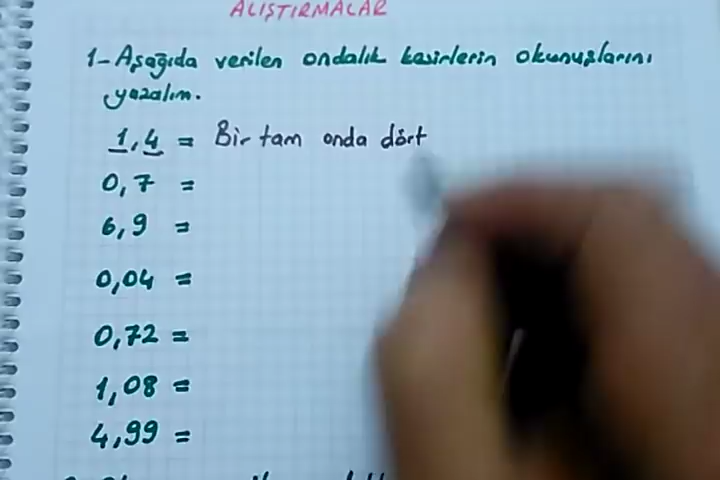 ALIŞTIRMALAR
1- Aşağıda verilen ondalık kesirlerin okunuşlarını
yazalım.
1,4 = Bir tam onda dört
0,7 =
6,9 =
0,04 =
0,72 =
1,08 =
4,99 =